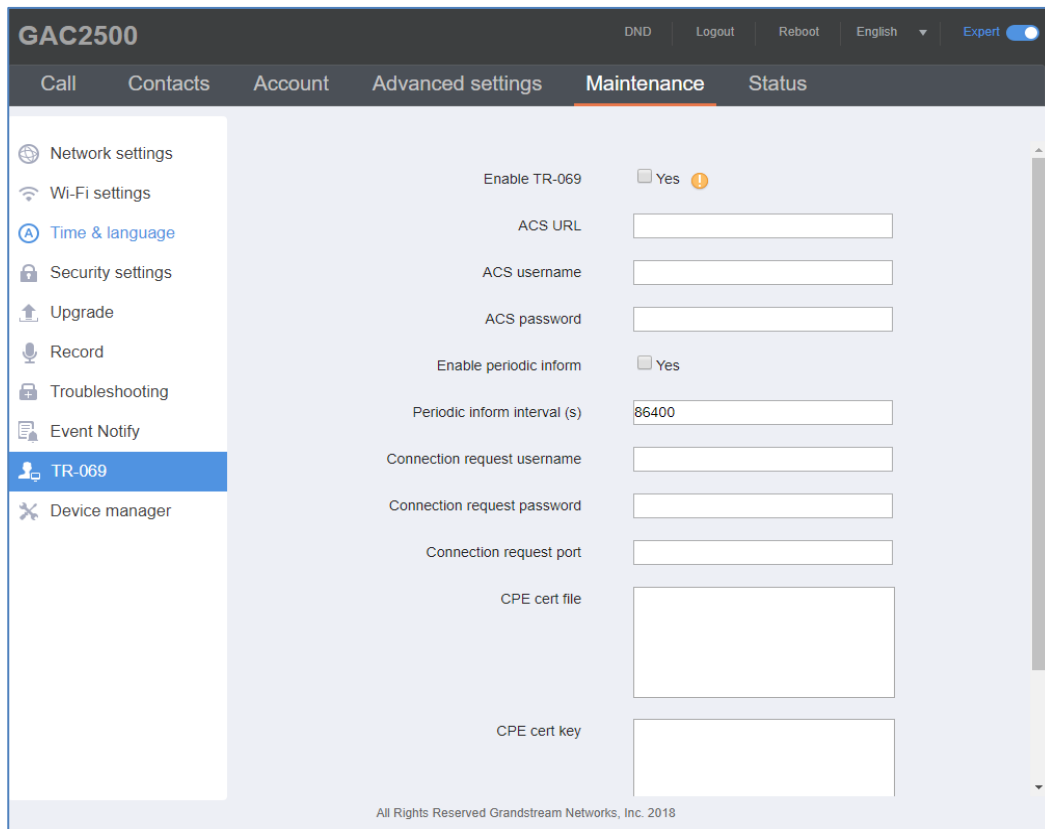 GAC2500
DND Logout Reboot English Expert
Call Contacts Account Advanced settings Maintenance Status
Network settings
Wi-Fi settings
A Time & language
Security settings
Upgrade
Record
Troubleshooting
Event Notify
TR-069
Device manager
Enable TR-069 Yes !
ACS URL
ACS username
ACS password
Enable periodic inform Yes
Periodic inform interval (s) 86400
Connection request username
Connection request password
Connection request port
CPE cert file
CPE cert key
All Rights Reserved Grandstream Networks, Inc. 2018